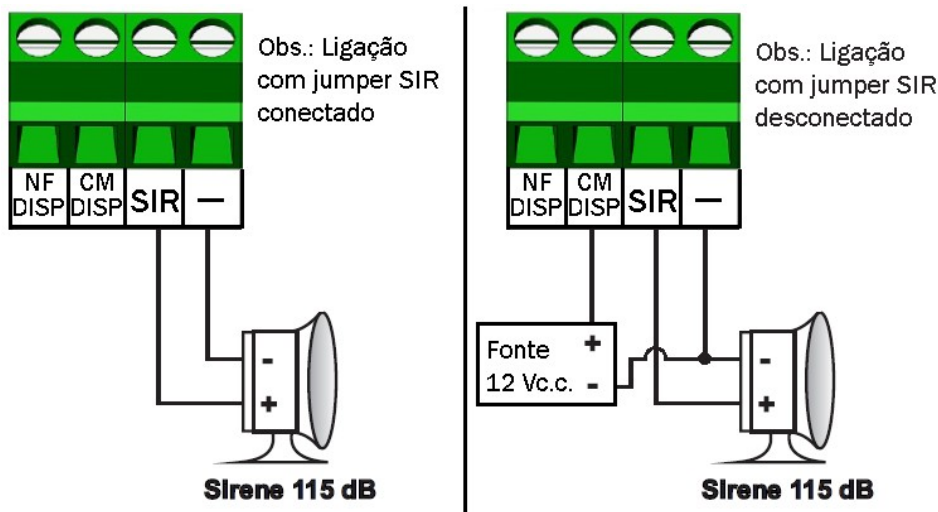 Obs.: Ligação
com jumper SIR
conectado
NF DISP CM DISP SIR —
-
+
Sirene 115 dB
Obs.: Ligação
com jumper SIR
desconectado
NF DISP CM DISP SIR —
Fonte +
12 Vc.c. -
-
+
Sirene 115 dB